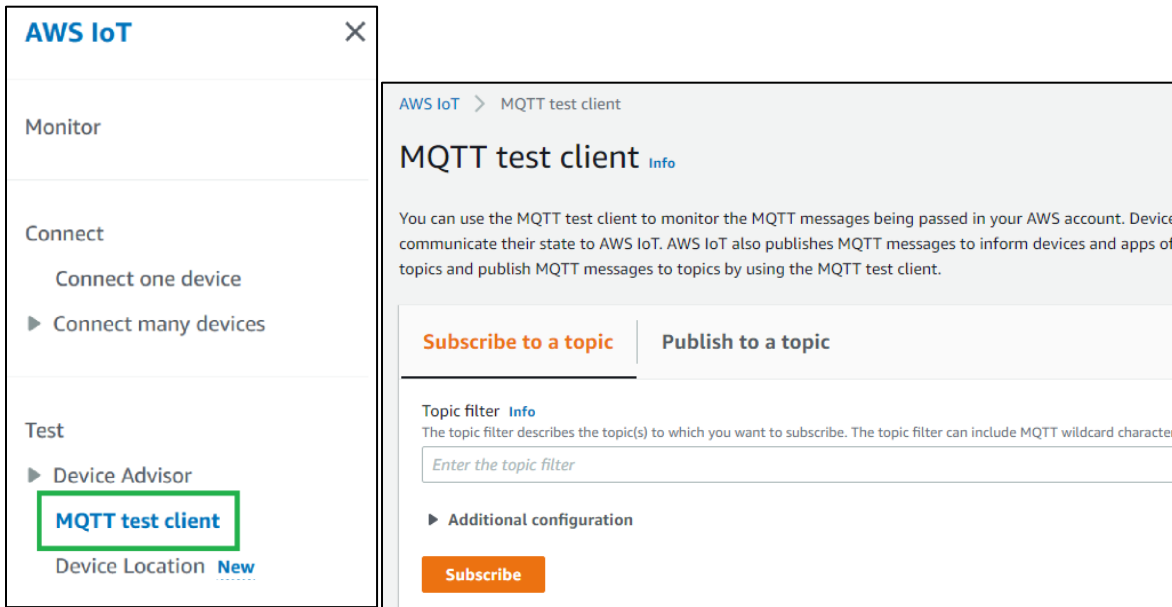 AWS IoT
Monitor
Connect
Connect one device
Connect many devices
Test
Device Advisor
MQTT test client
Device Location New
AWS IoT > MQTT test client
MQTT test client Info
You can use the MQTT test client to monitor the MQTT messages being passed in your AWS account. Device
communicate their state to AWS IoT. AWS IoT also publishes MQTT messages to inform devices and apps of
topics and publish MQTT messages to topics by using the MQTT test client.
Subscribe to a topic Publish to a topic
Topic filter Info
The topic filter describes the topic(s) to which you want to subscribe. The topic filter can include MQTT wildcard character
Enter the topic filter
Additional configuration
Subscribe